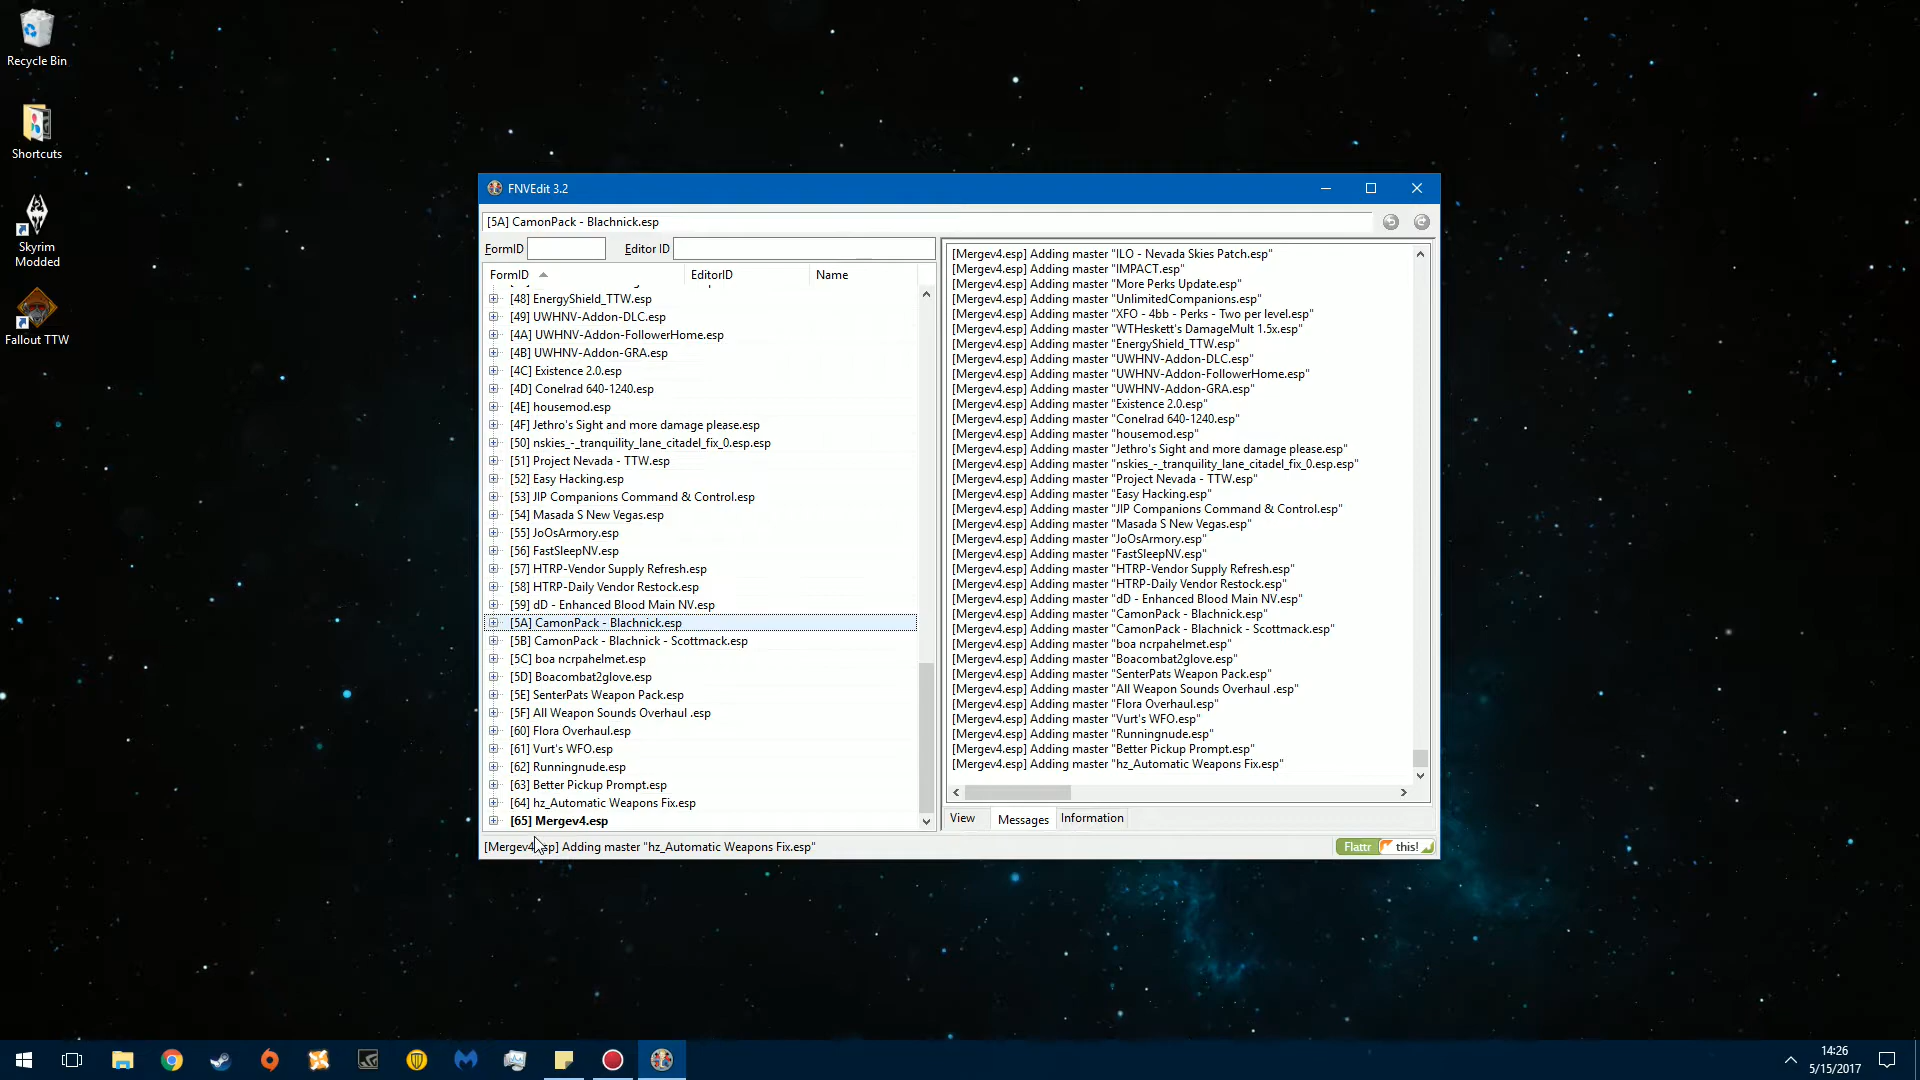 Recycle Bin
Shortcuts
Skyrim
Modded
Fallout TTW
FNVEdit 3.2
[5A] CamonPack - Blachnick.esp
FormID
Editor ID
FormID EditorID Name
[48] EnergyShield_TTW.esp
[49] UWHNV-Addon-DLC.esp
[4A] UWHNV-Addon-FollowerHome.esp
[4B] UWHNV-Addon-GRA.esp
[4C] Existence 2.0.esp
[4D] Conelrad 640-1240.esp
[4E] housemod.esp
[4F] Jethro's Sight and more damage please.esp
[50] nskies_-_tranquility_lane_citadel_fix_0.esp.esp
[51] Project Nevada - TTW.esp
[52] Easy Hacking.esp
[53] JIP Companions Command & Control.esp
[54] Masada S New Vegas.esp
[55] JoOsArmory.esp
[56] FastSleepNV.esp
[57] HTRP-Vendor Supply Refresh.esp
[58] HTRP-Daily Vendor Restock.esp
[59] dD - Enhanced Blood Main NV.esp
[5A] CamonPack - Blachnick.esp
[5B] CamonPack - Blachnick - Scottmack.esp
[5C] boa ncrpahelmet.esp
[5D] Boacombat2glove.esp
[5E] SenterPats Weapon Pack.esp
[5F] All Weapon Sounds Overhaul .esp
[60] Flora Overhaul.esp
[61] Vurt's WFO.esp
[62] Runningnude.esp
[63] Better Pickup Prompt.esp
[64] hz_Automatic Weapons Fix.esp
[65] Mergev4.esp
[Mergev4.esp] Adding master "ILO - Nevada Skies Patch.esp"
[Mergev4.esp] Adding master "IMPACT.esp"
[Mergev4.esp] Adding master "More Perks Update.esp"
[Mergev4.esp] Adding master "UnlimitedCompanions.esp"
[Mergev4.esp] Adding master "XFO - 4bb - Perks - Two per level.esp"
[Mergev4.esp] Adding master "WTHeskett's DamageMult 1.5x.esp"
[Mergev4.esp] Adding master "EnergyShield_TTW.esp"
[Mergev4.esp] Adding master "UWHNV-Addon-DLC.esp"
[Mergev4.esp] Adding master "UWHNV-Addon-FollowerHome.esp"
[Mergev4.esp] Adding master "UWHNV-Addon-GRA.esp"
[Mergev4.esp] Adding master "Existence 2.0.esp"
[Mergev4.esp] Adding master "Conelrad 640-1240.esp"
[Mergev4.esp] Adding master "housemod.esp"
[Mergev4.esp] Adding master "Jethro's Sight and more damage please.esp"
[Mergev4.esp] Adding master "nskies_-_tranquility_lane_citadel_fix_0.esp.esp"
[Mergev4.esp] Adding master "Project Nevada - TTW.esp"
[Mergev4.esp] Adding master "Easy Hacking.esp"
[Mergev4.esp] Adding master "JIP Companions Command & Control.esp"
[Mergev4.esp] Adding master "Masada S New Vegas.esp"
[Mergev4.esp] Adding master "JoOsArmory.esp"
[Mergev4.esp] Adding master "FastSleepNV.esp"
[Mergev4.esp] Adding master "HTRP-Vendor Supply Refresh.esp"
[Mergev4.esp] Adding master "HTRP-Daily Vendor Restock.esp"
[Mergev4.esp] Adding master "dD - Enhanced Blood Main NV.esp"
[Mergev4.esp] Adding master "CamonPack - Blachnick.esp"
[Mergev4.esp] Adding master "CamonPack - Blachnick - Scottmack.esp"
[Mergev4.esp] Adding master "boa ncrpahelmet.esp"
[Mergev4.esp] Adding master "Boacombat2glove.esp"
[Mergev4.esp] Adding master "SenterPats Weapon Pack.esp"
[Mergev4.esp] Adding master "All Weapon Sounds Overhaul .esp"
[Mergev4.esp] Adding master "Flora Overhaul.esp"
[Mergev4.esp] Adding master "Vurt's WFO.esp"
[Mergev4.esp] Adding master "Runningnude.esp"
[Mergev4.esp] Adding master "Better Pickup Prompt.esp"
[Mergev4.esp] Adding master "hz_Automatic Weapons Fix.esp"
View Messages Information
[Mergev4.esp] Adding master "hz_Automatic Weapons Fix.esp"
Flattr this!
14:26
5/15/2017